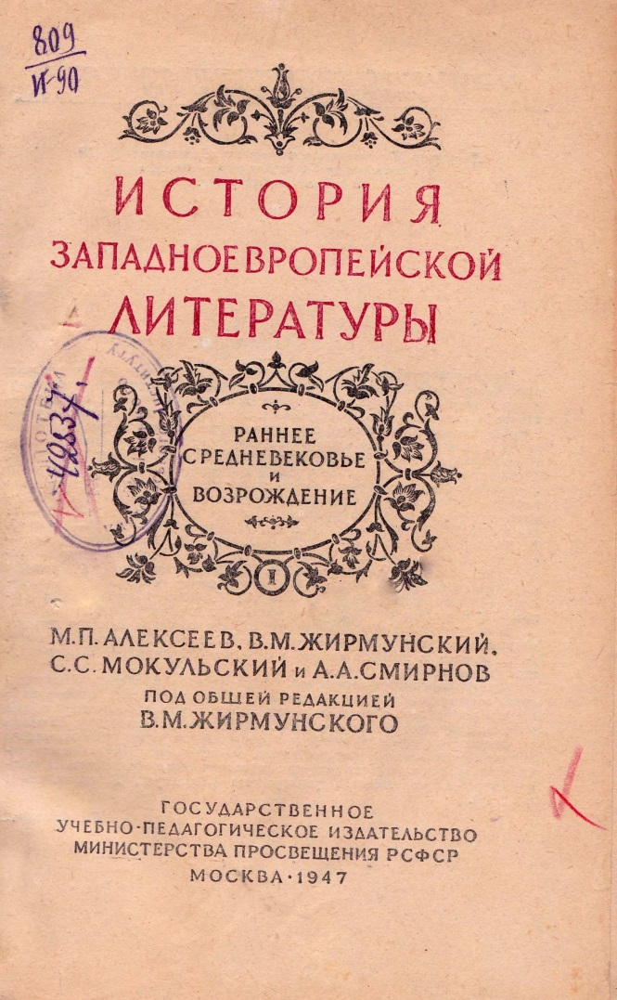 809
И-90
ИСТОРИЯ
ЗАПАДНОЕВРОПЕЙСКОЙ
ЛИТЕРАТУРЫ
42537
РАННЕЕ
СРЕДНЕВЕКОВЬЕ
И
ВОЗРОЖДЕНИЕ
I
М.П. АЛЕКСЕЕВ, В.М. ЖИРМУНСКИЙ,
С.С. МОКУЛЬСКИЙ и А.А. СМИРНОВ
ПОД ОБЩЕЙ РЕДАКЦИЕЙ
В.М. ЖИРМУНСКОГО
ГОСУДАРСТВЕННОЕ
УЧЕБНО-ПЕДАГОГИЧЕСКОЕ ИЗДАТЕЛЬСТВО
МИНИСТЕРСТВА ПРОСВЕЩЕНИЯ РСФСР
МОСКВА · 1947